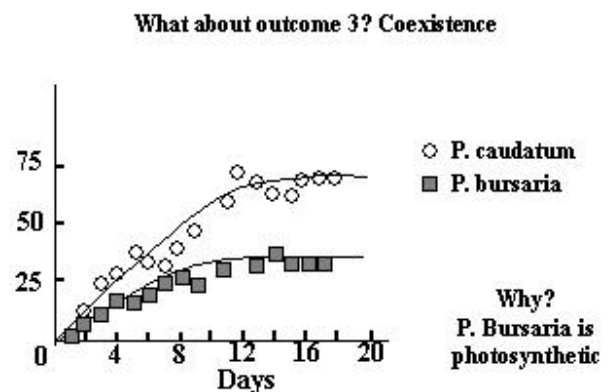 What about outcome 3? Coexistence
75
50
25
0
4
8
12
16
20
Days
P. caudatum
P. bursaria
Why?
P. Bursaria is
photosynthetic